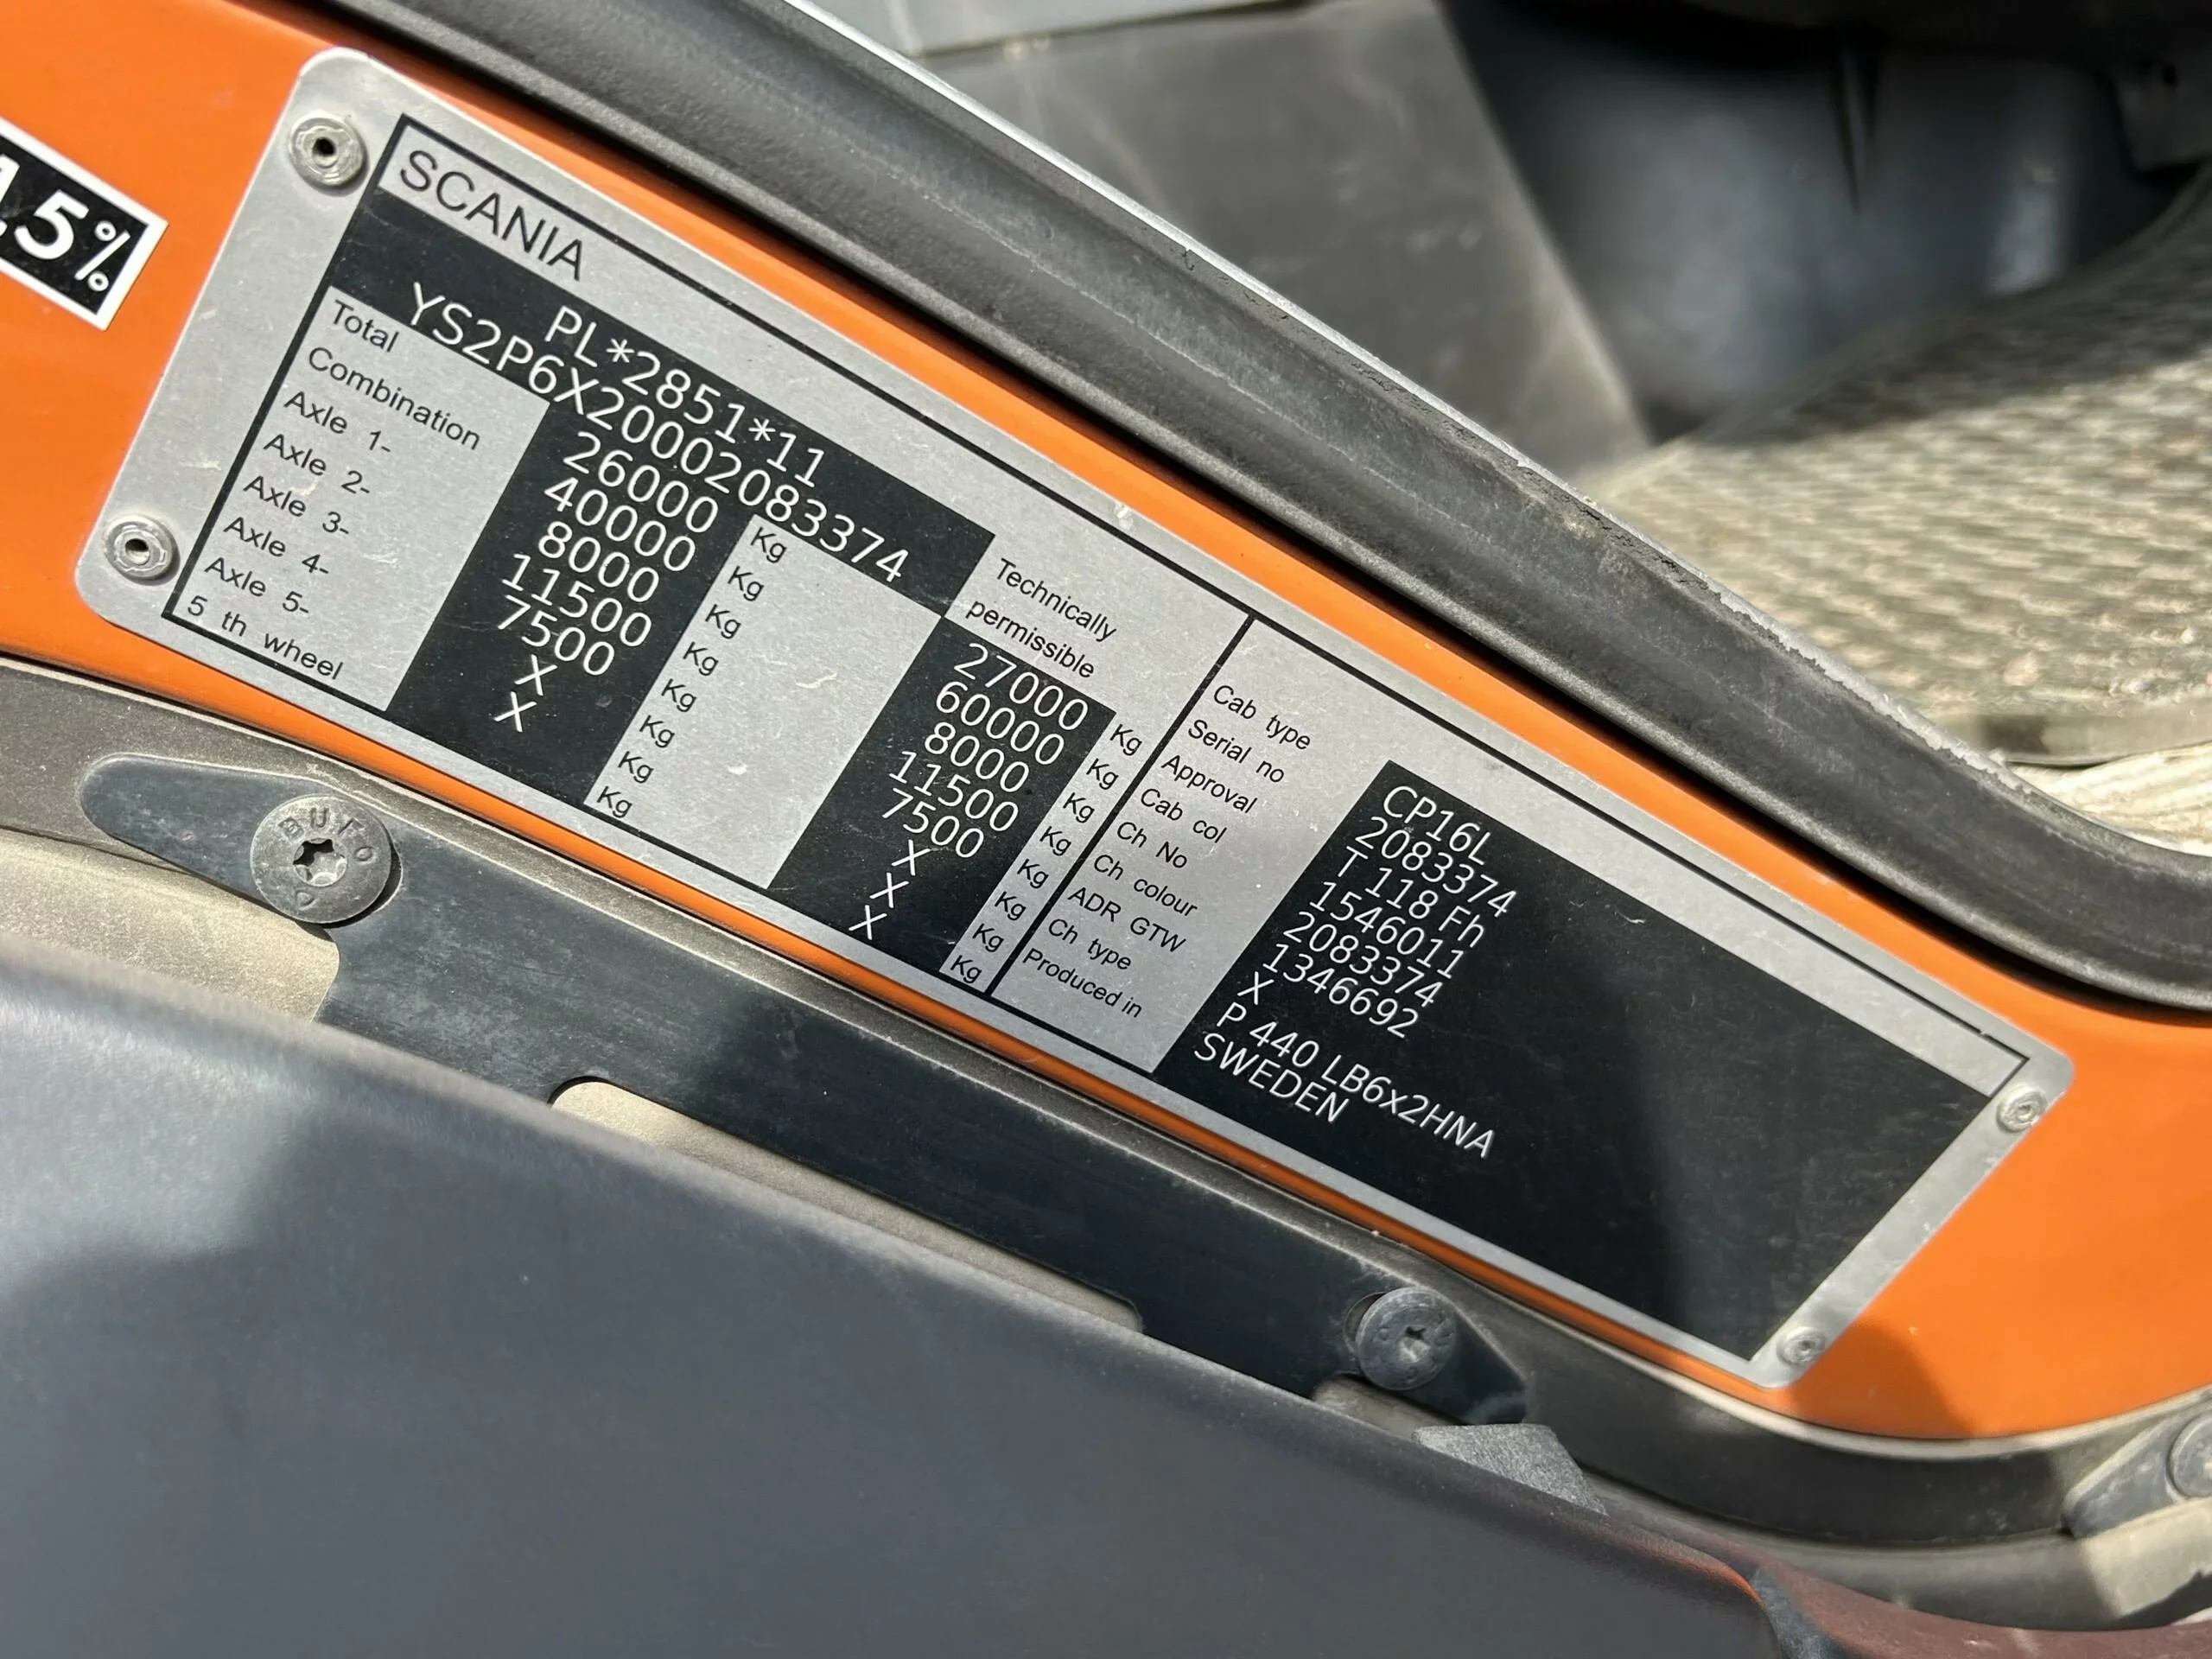 .5%
SCANIA
PL*2851*11
YS2P6X20002083374
Technically
permissible
Total 26000 Kg 27000 Kg
Combination 40000 Kg 60000 Kg
Axle 1- 8000 Kg 8000 Kg
Axle 2- 11500 Kg 11500 Kg
Axle 3- 7500 Kg 7500 Kg
Axle 4- X Kg X Kg
Axle 5- X Kg X Kg
5 th wheel Kg X Kg
Cab type CP16L
Serial no 2083374
Approval T 118 Fh
Cab col 1546011
Ch No 2083374
Ch colour 1346692
ADR GTW X
Ch type P 440 LB6x2HNA
Produced in SWEDEN
BUFO